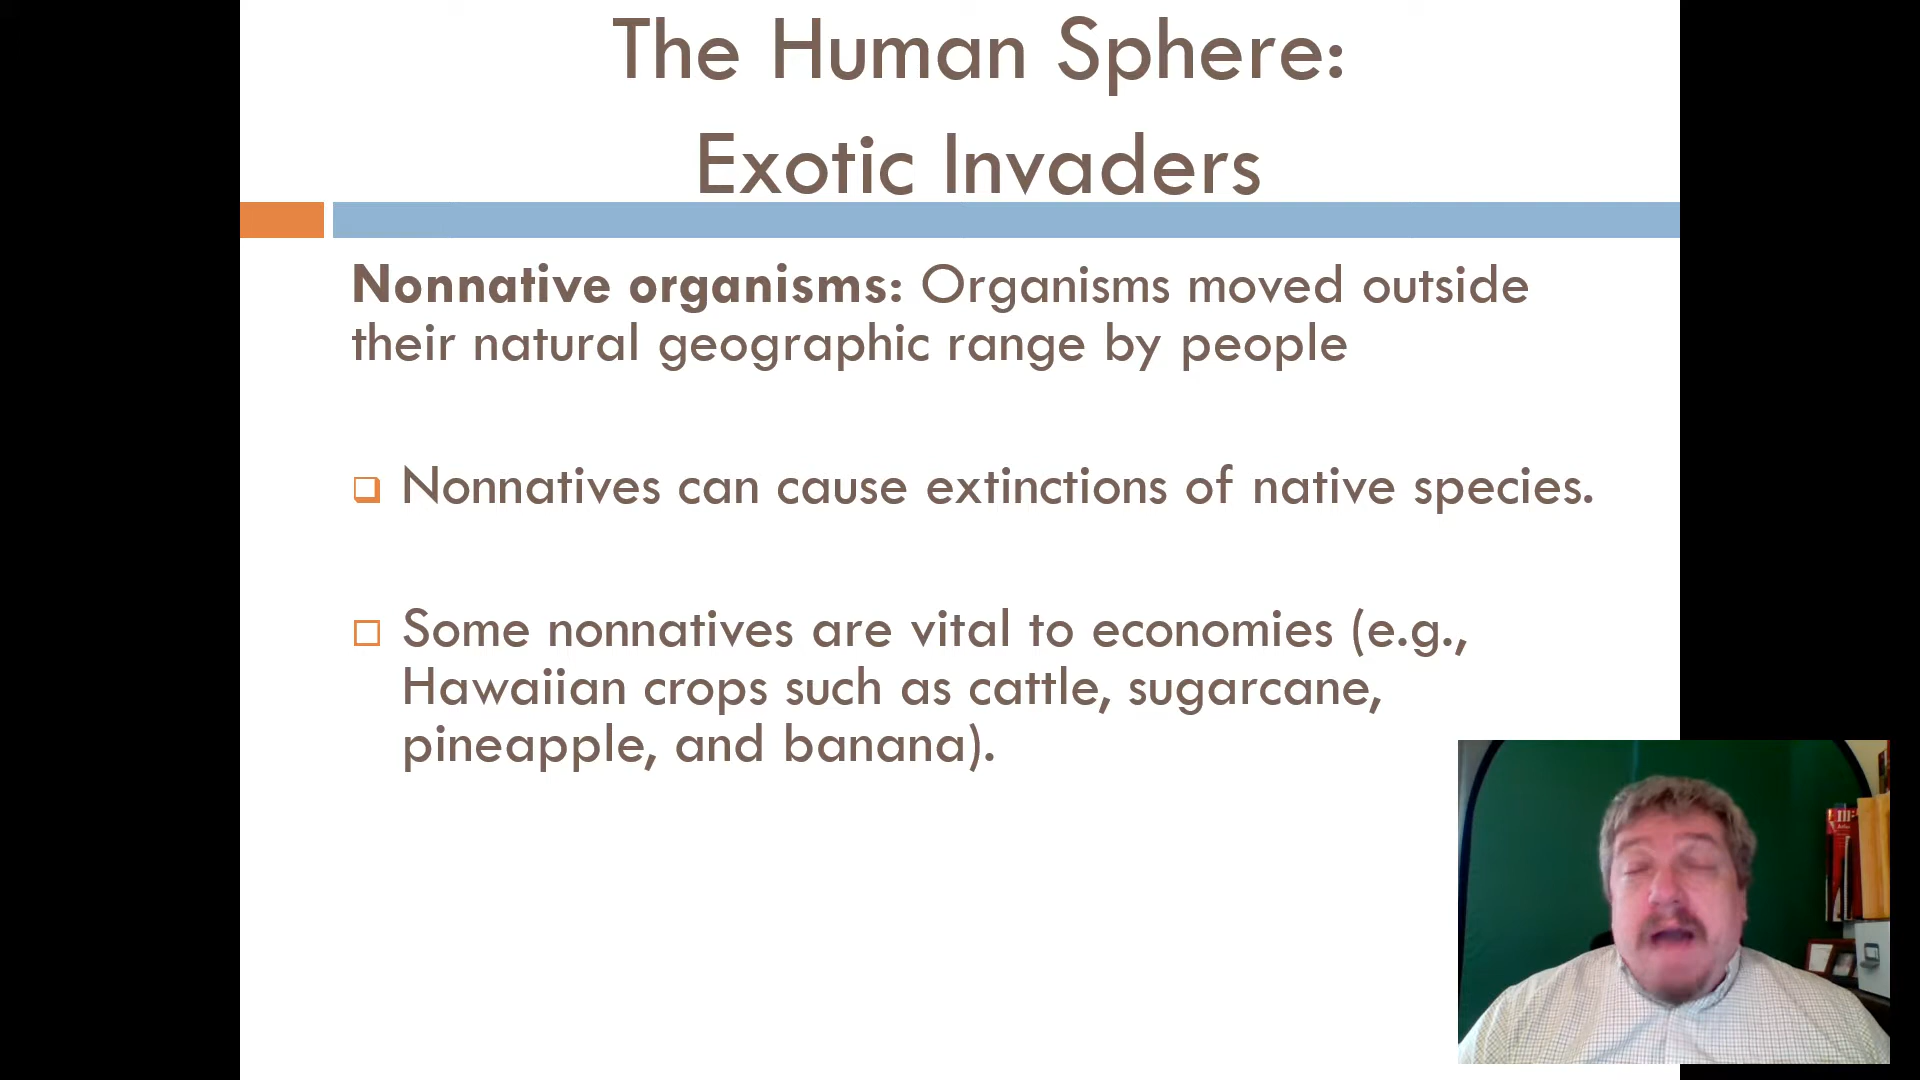 The Human Sphere:
Exotic Invaders
Nonnative organisms: Organisms moved outside
their natural geographic range by people
Nonnatives can cause extinctions of native species.
Some nonnatives are vital to economies (e.g.,
Hawaiian crops such as cattle, sugarcane,
pineapple, and banana).